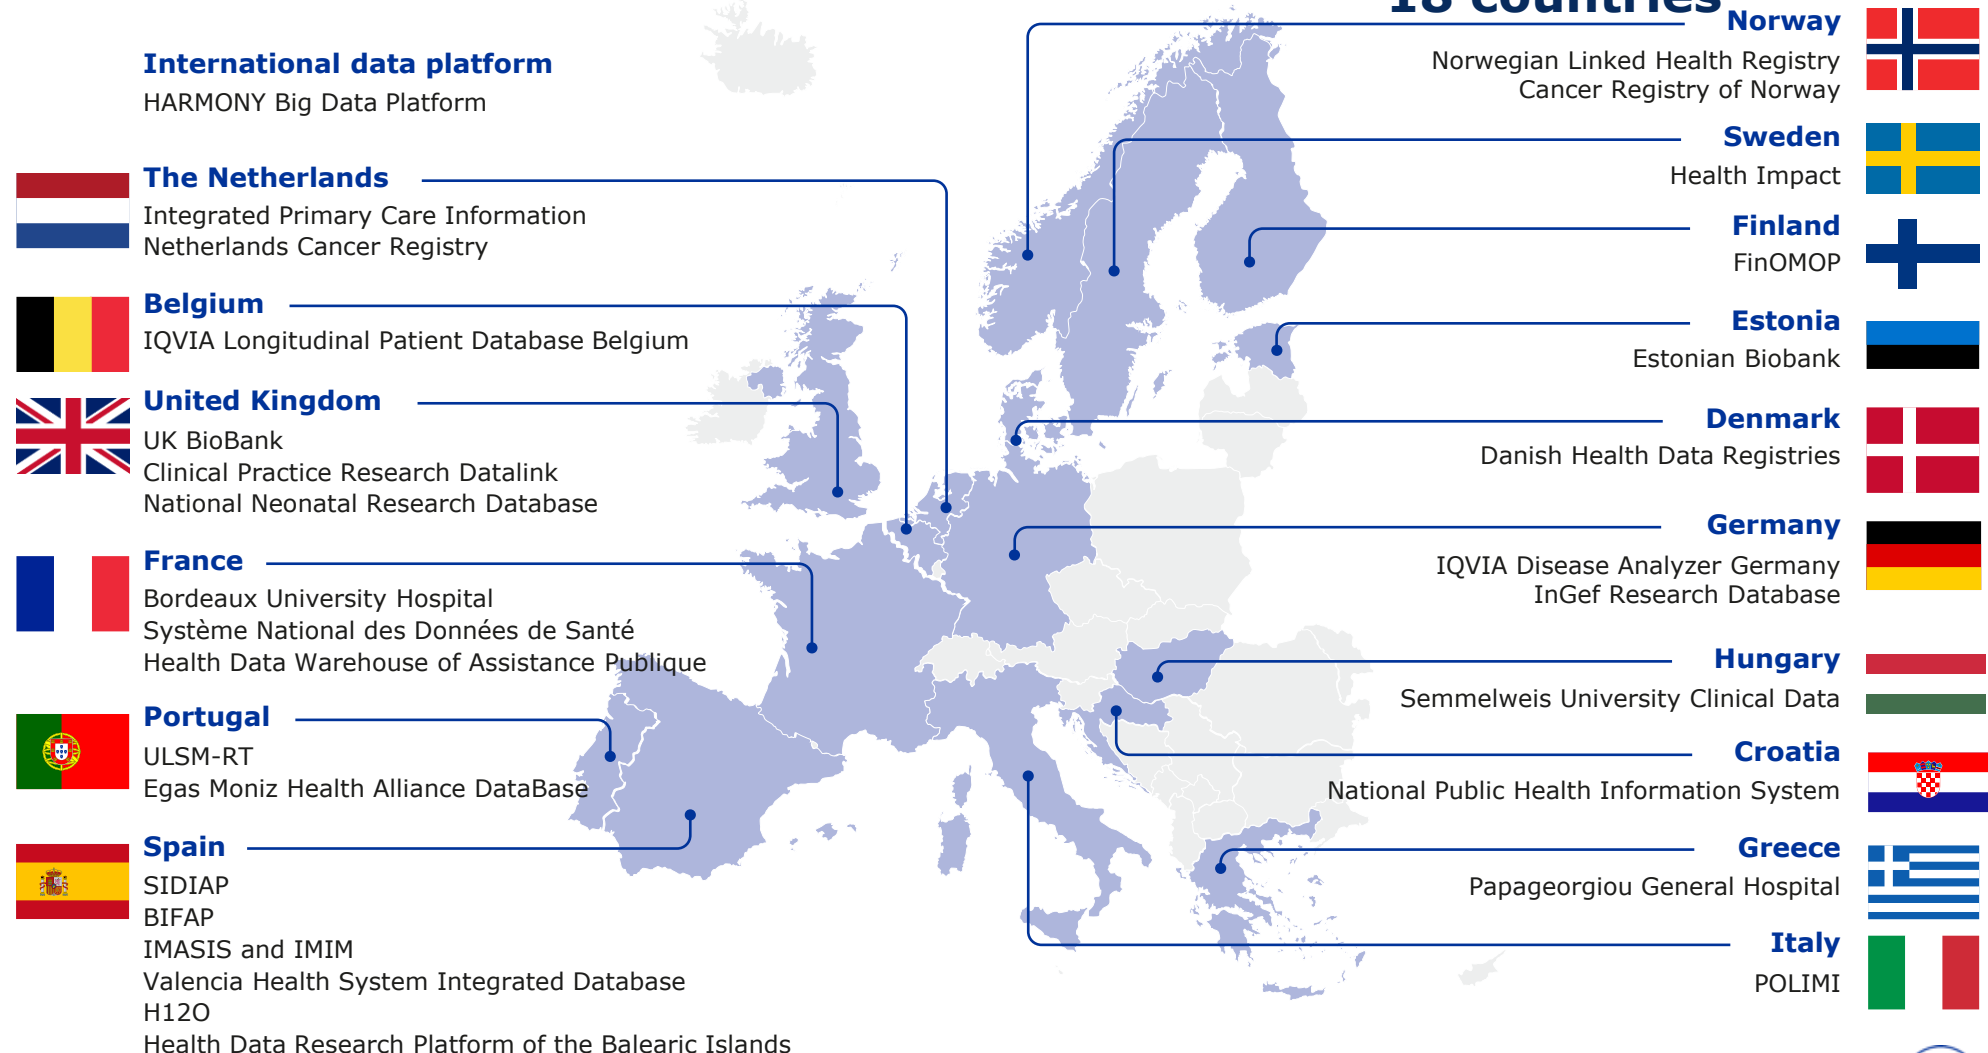 18 countries
International data platform
HARMONY Big Data Platform
The Netherlands
Integrated Primary Care Information
Netherlands Cancer Registry
Belgium
IQVIA Longitudinal Patient Database Belgium
United Kingdom
UK BioBank
Clinical Practice Research Datalink
National Neonatal Research Database
France
Bordeaux University Hospital
Système National des Données de Santé
Health Data Warehouse of Assistance Publique
Portugal
ULSM-RT
Egas Moniz Health Alliance DataBase
Spain
SIDIAP
BIFAP
IMASIS and IMIM
Valencia Health System Integrated Database
H12O
Health Data Research Platform of the Balearic Islands
Norway
Norwegian Linked Health Registry
Cancer Registry of Norway
Sweden
Health Impact
Finland
FinOMOP
Estonia
Estonian Biobank
Denmark
Danish Health Data Registries
Germany
IQVIA Disease Analyzer Germany
InGef Research Database
Hungary
Semmelweis University Clinical Data
Croatia
National Public Health Information System
Greece
Papageorgiou General Hospital
Italy
POLIMI